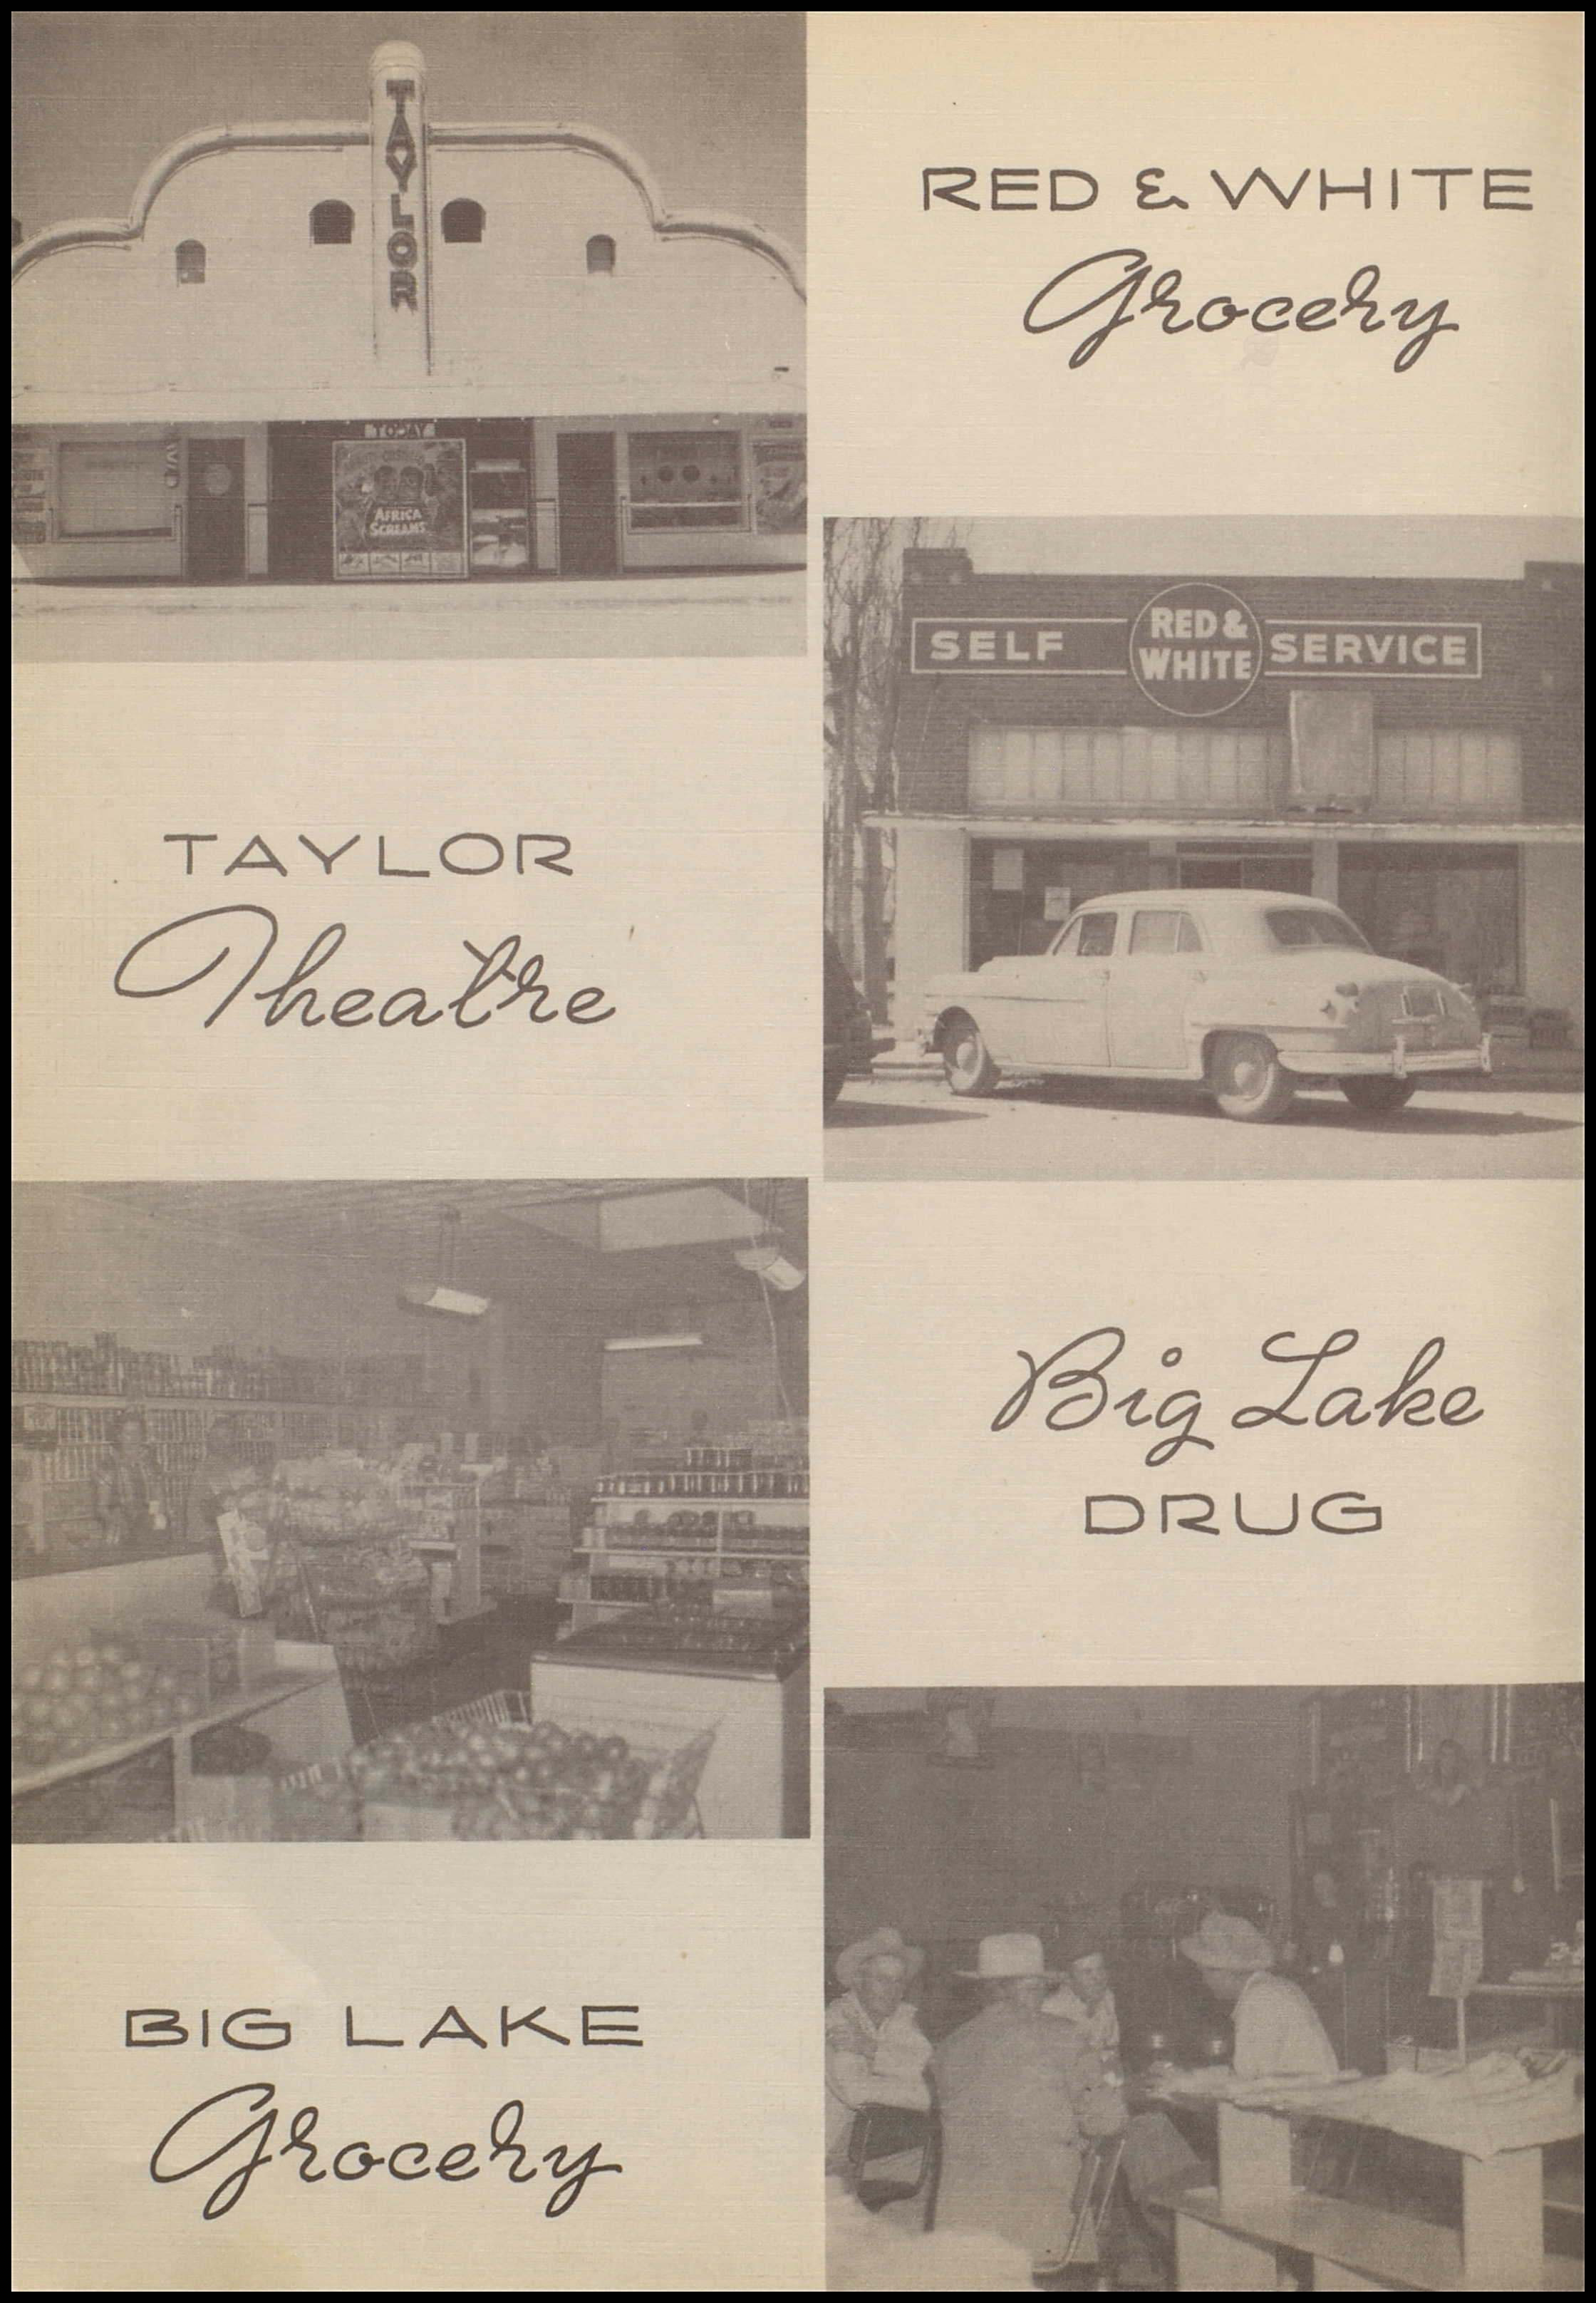 TAYLOR
TODAY
AFRICA
SCREAMS
RED & WHITE
Grocery
SELF
RED &
WHITE
SERVICE
TAYLOR
Theatre
Big Lake
DRUG
BIG LAKE
Grocery